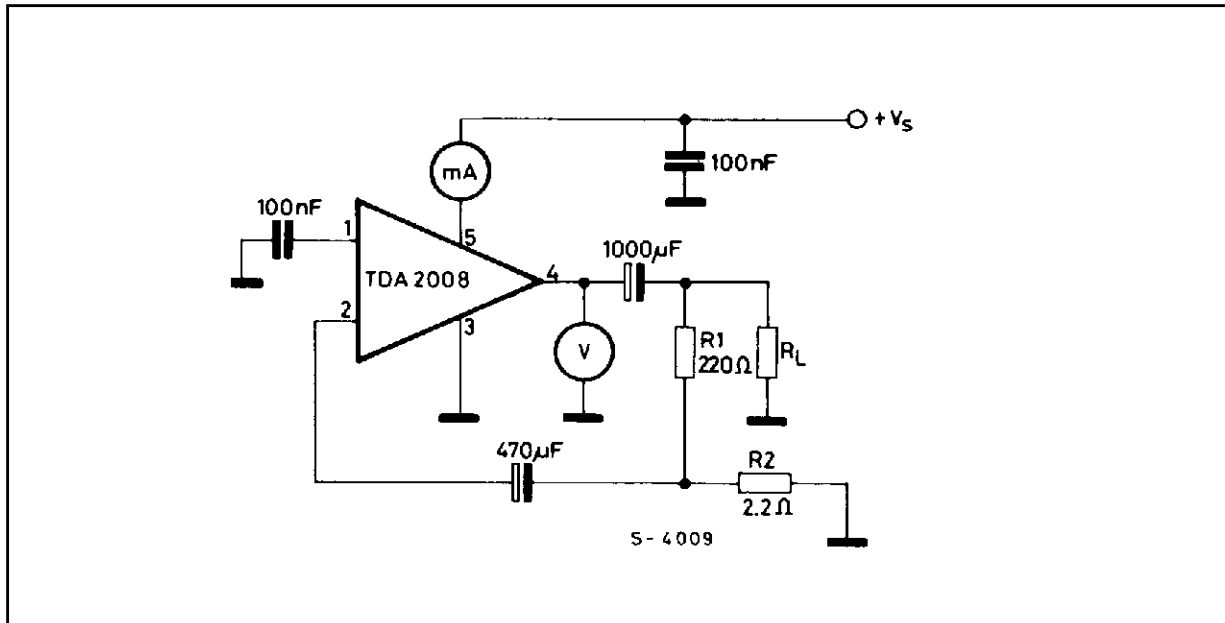 + Vs
mA
100nF
100nF
1
5
1000µF
TDA 2008
4
2
3
V
R1
220Ω
RL
470µF
R2
2.2Ω
S - 4009